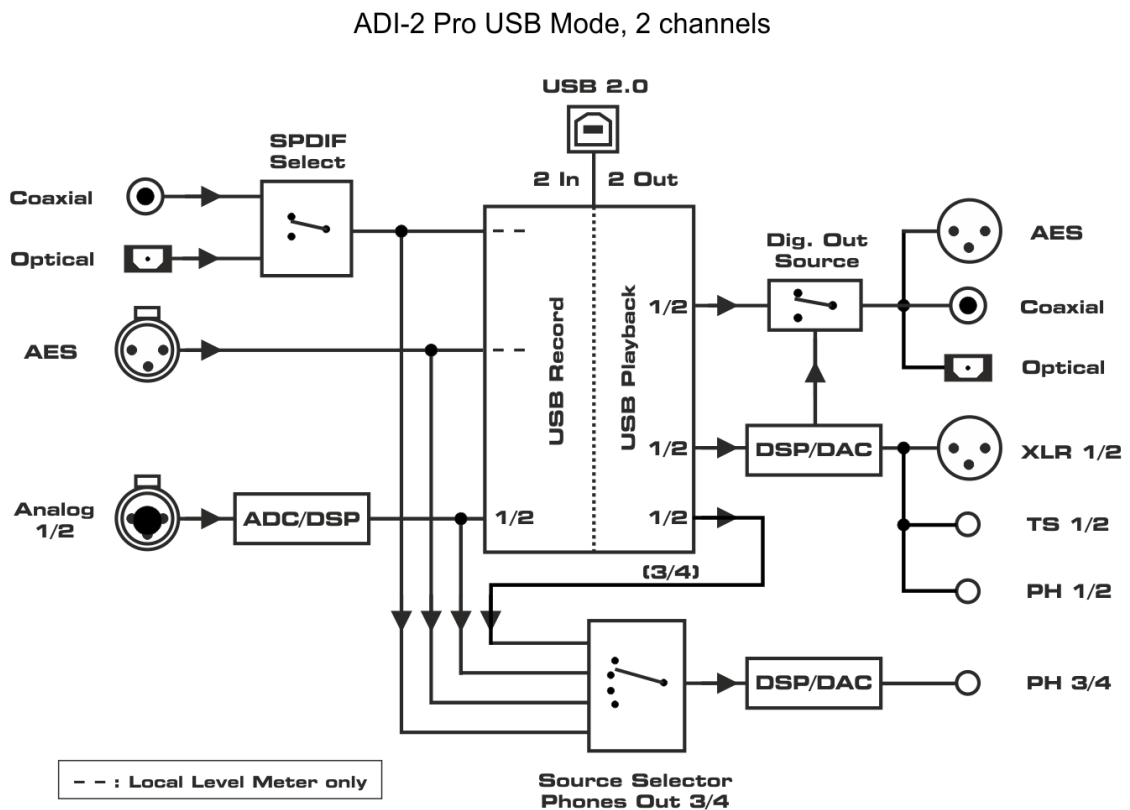 ADI-2 Pro USB Mode, 2 channels
USB 2.0
SPDIF
Select
2 In
2 Out
Coaxial
Optical
AES
Analog
1/2
ADC/DSP
USB Record
1/2
USB Playback
1/2
1/2
1/2
(3/4)
Dig. Out
Source
DSP/DAC
AES
Coaxial
Optical
XLR 1/2
TS 1/2
PH 1/2
DSP/DAC
PH 3/4
Source Selector
Phones Out 3/4
- - : Local Level Meter only